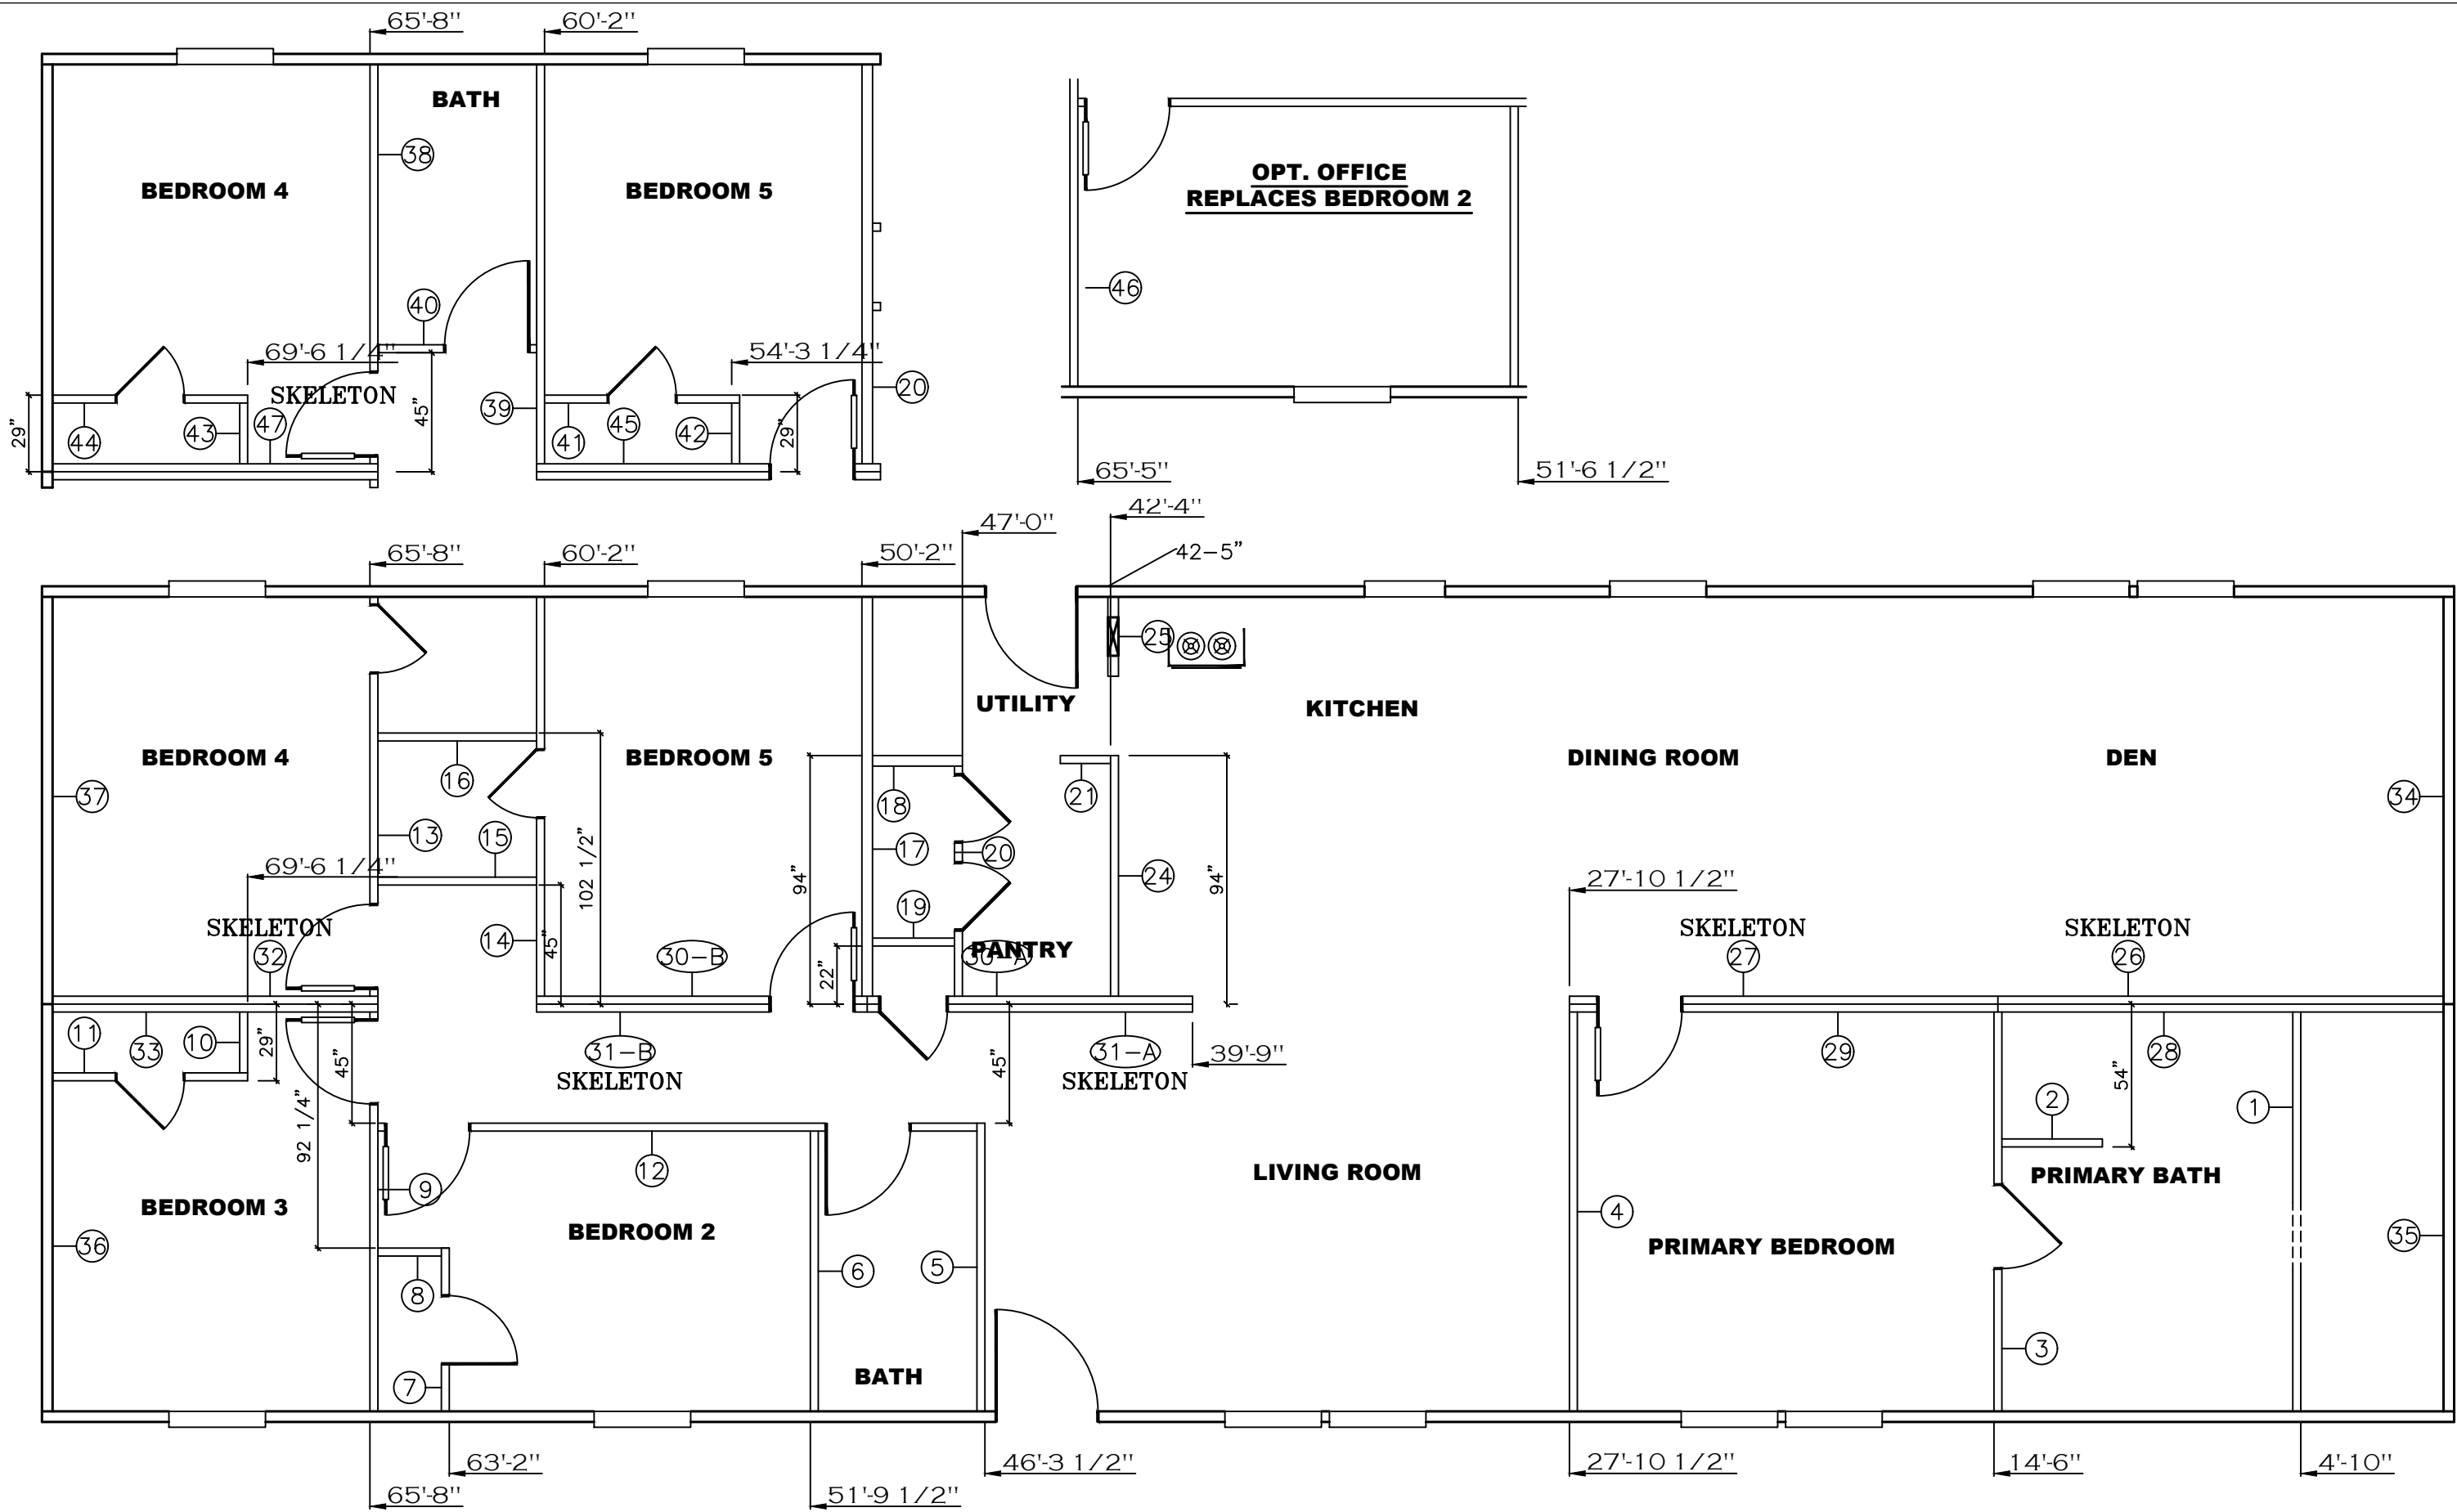 65'-8"
60'-2"
BATH
38
BEDROOM 4
BEDROOM 5
OPT. OFFICE
REPLACES BEDROOM 2
46
40
69'-6 1/4"
54'-3 1/4"
SKELETON
20
29"
44
43
47
45"
39
41
45
42
29"
65'-5"
51'-6 1/2"
47'-0"
42'-4"
65'-8"
60'-2"
50'-2"
42-5"
25
UTILITY
KITCHEN
BEDROOM 4
BEDROOM 5
DINING ROOM
DEN
37
16
18
21
34
13
15
102 1/2"
17
20
94"
24
94"
69'-6 1/4"
27'-10 1/2"
SKELETON
32
14
45"
30-B
19
22"
PANTRY
30-A
SKELETON
27
SKELETON
26
11
33
10
29"
45"
31-B
SKELETON
45"
31-A
SKELETON
39'-9"
29
28
54"
2
1
92 1/4"
12
9
BEDROOM 3
BEDROOM 2
LIVING ROOM
PRIMARY BATH
4
36
8
6
5
PRIMARY BEDROOM
35
7
BATH
3
63'-2"
46'-3 1/2"
27'-10 1/2"
14'-6"
4'-10"
65'-8"
51'-9 1/2"